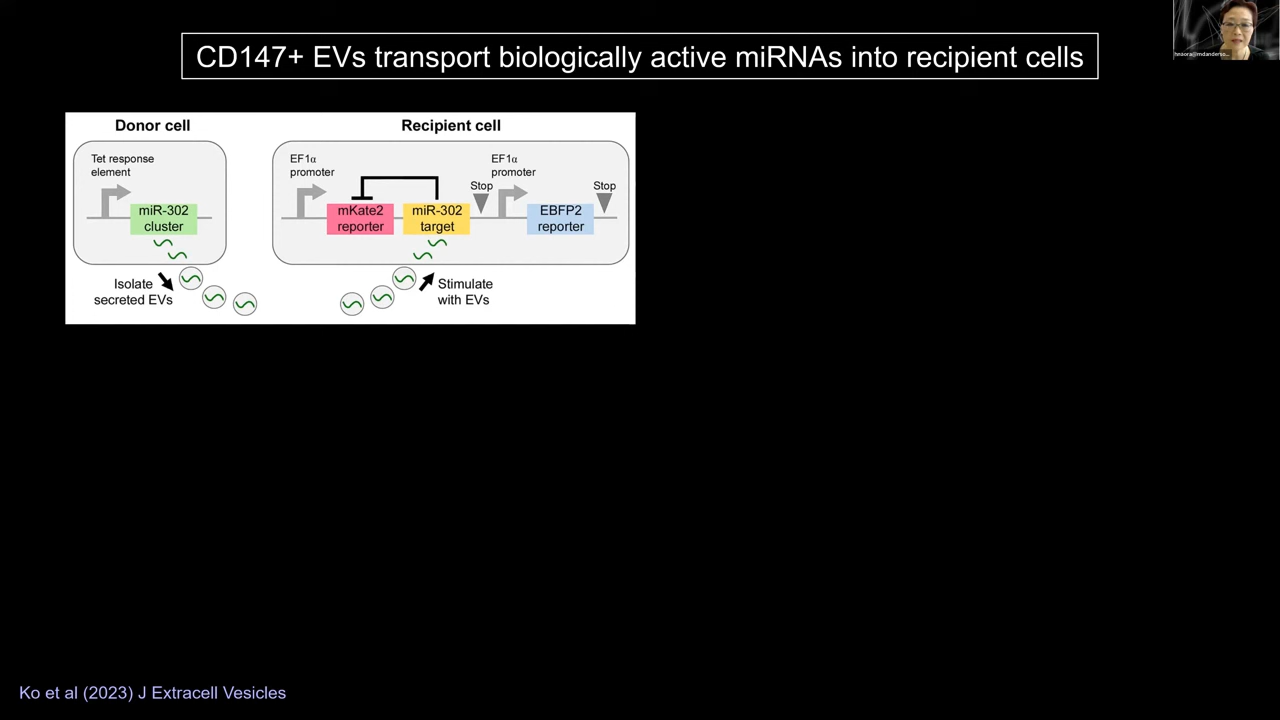 CD147+ EVs transport biologically active miRNAs into recipient cells
hnaora@mdanderso...
Donor cell
Recipient cell
Tet response
element
EF1α
promoter
EF1α
promoter
Stop
Stop
miR-302
cluster
mKate2
reporter
miR-302
target
EBFP2
reporter
Isolate
secreted EVs
Stimulate
with EVs
Ko et al (2023) J Extracell Vesicles